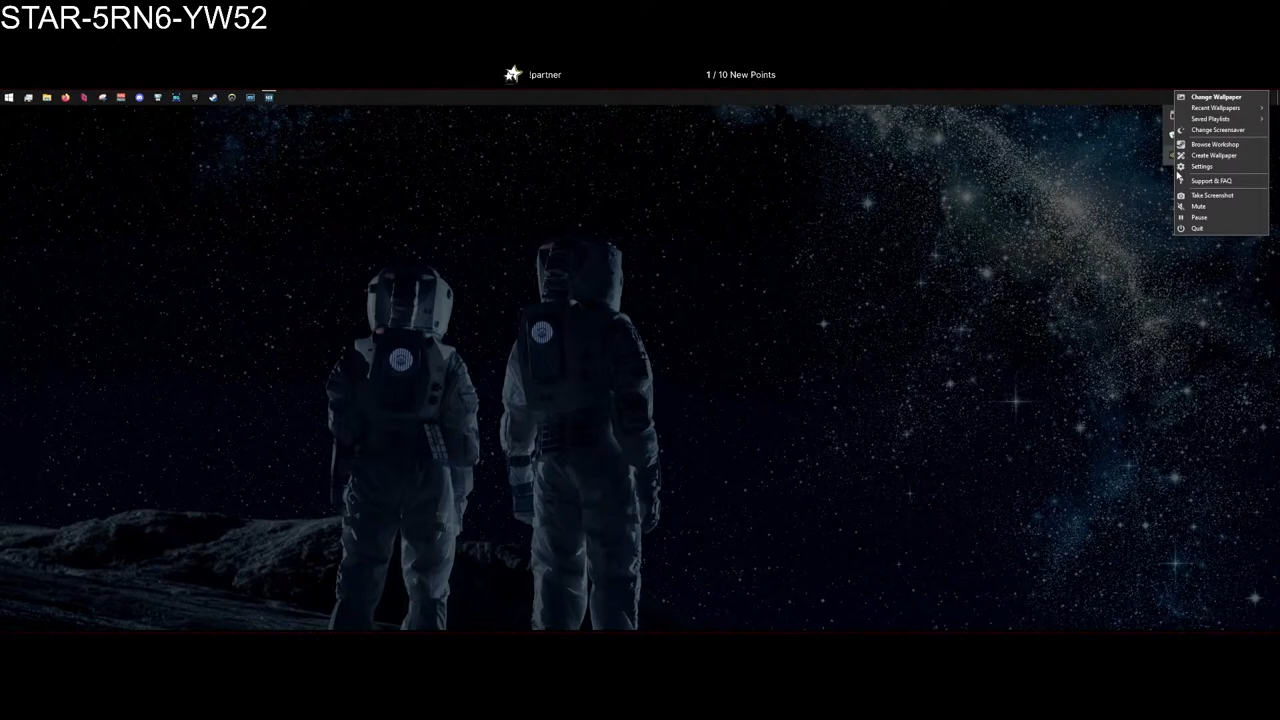 STAR-5RN6-YW52
!partner
1 / 10 New Points
Change Wallpaper
Recent Wallpapers
Saved Playlists
Change Screensaver
Browse Workshop
Create Wallpaper
Settings
Support & FAQ
Take Screenshot
Mute
Pause
Quit